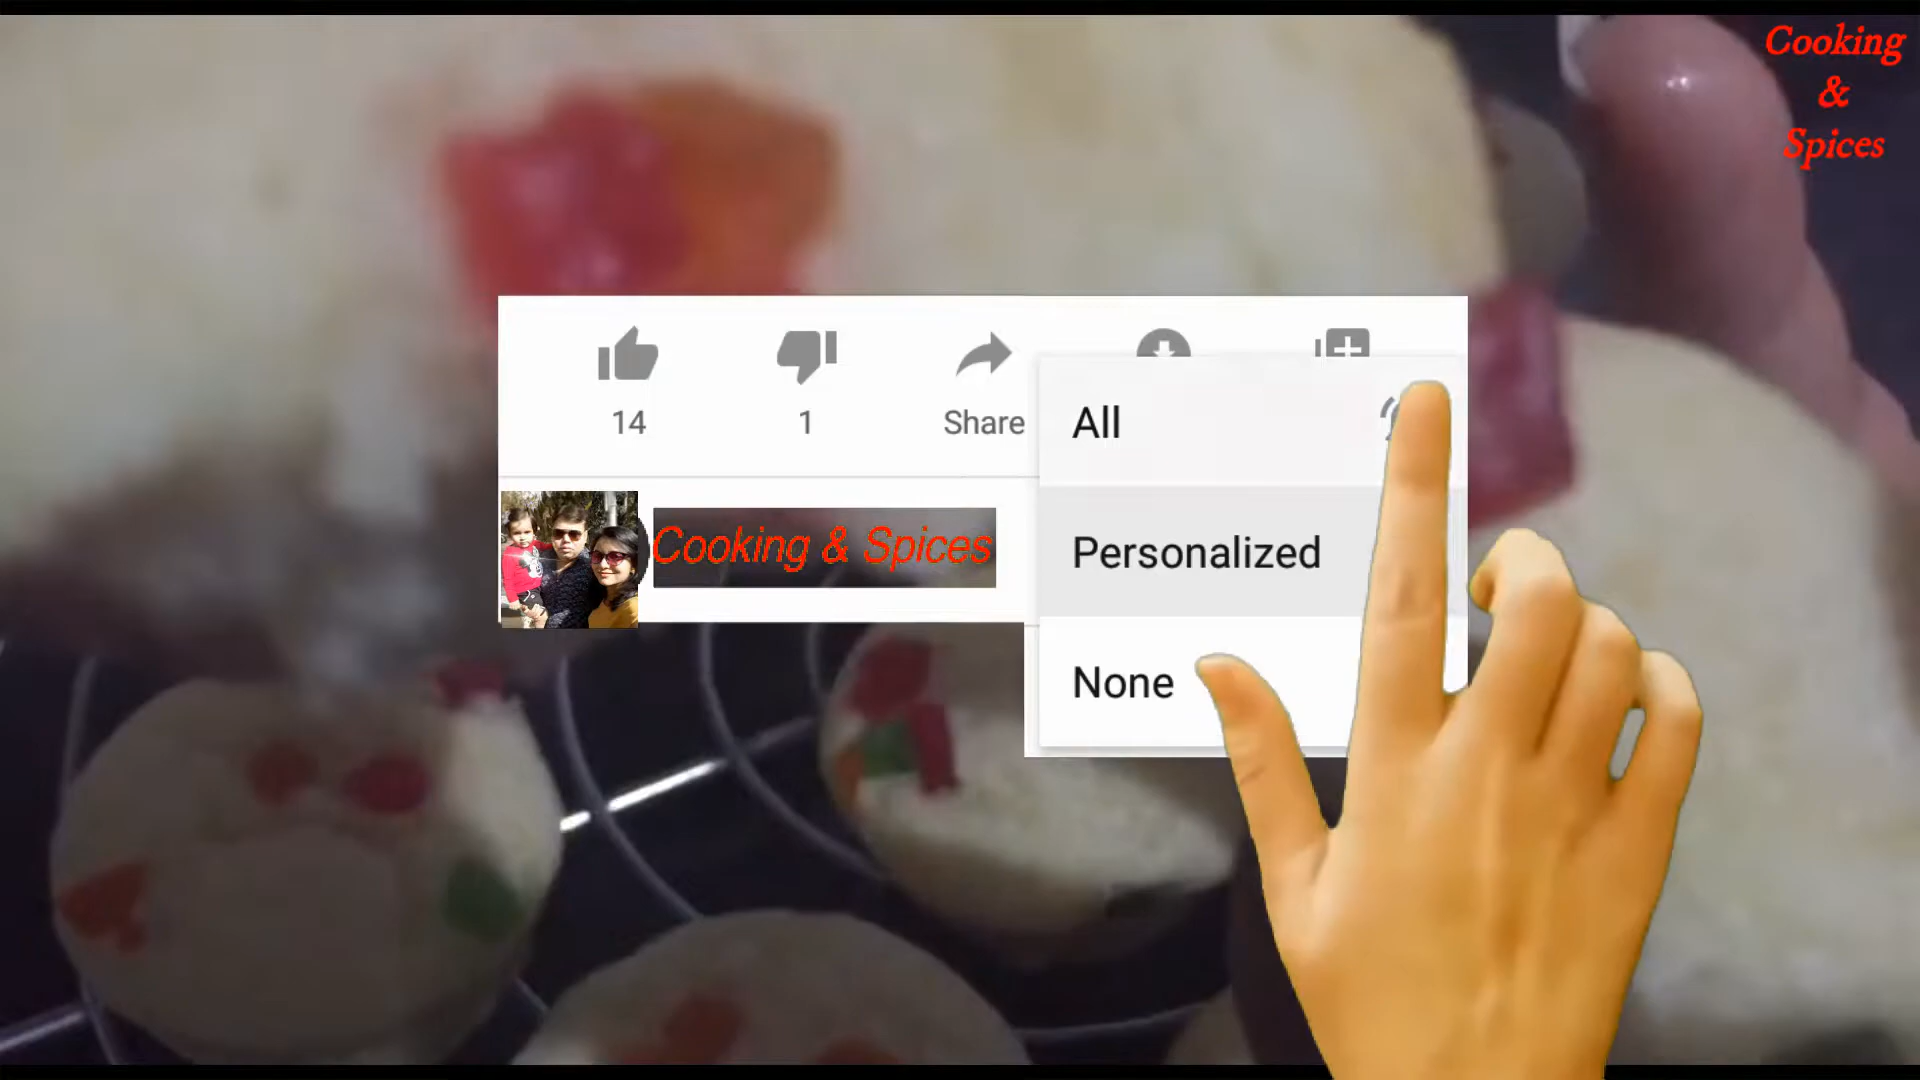 Cooking
&
Spices
14
1
Share
All
Personalized
None
Cooking & Spices